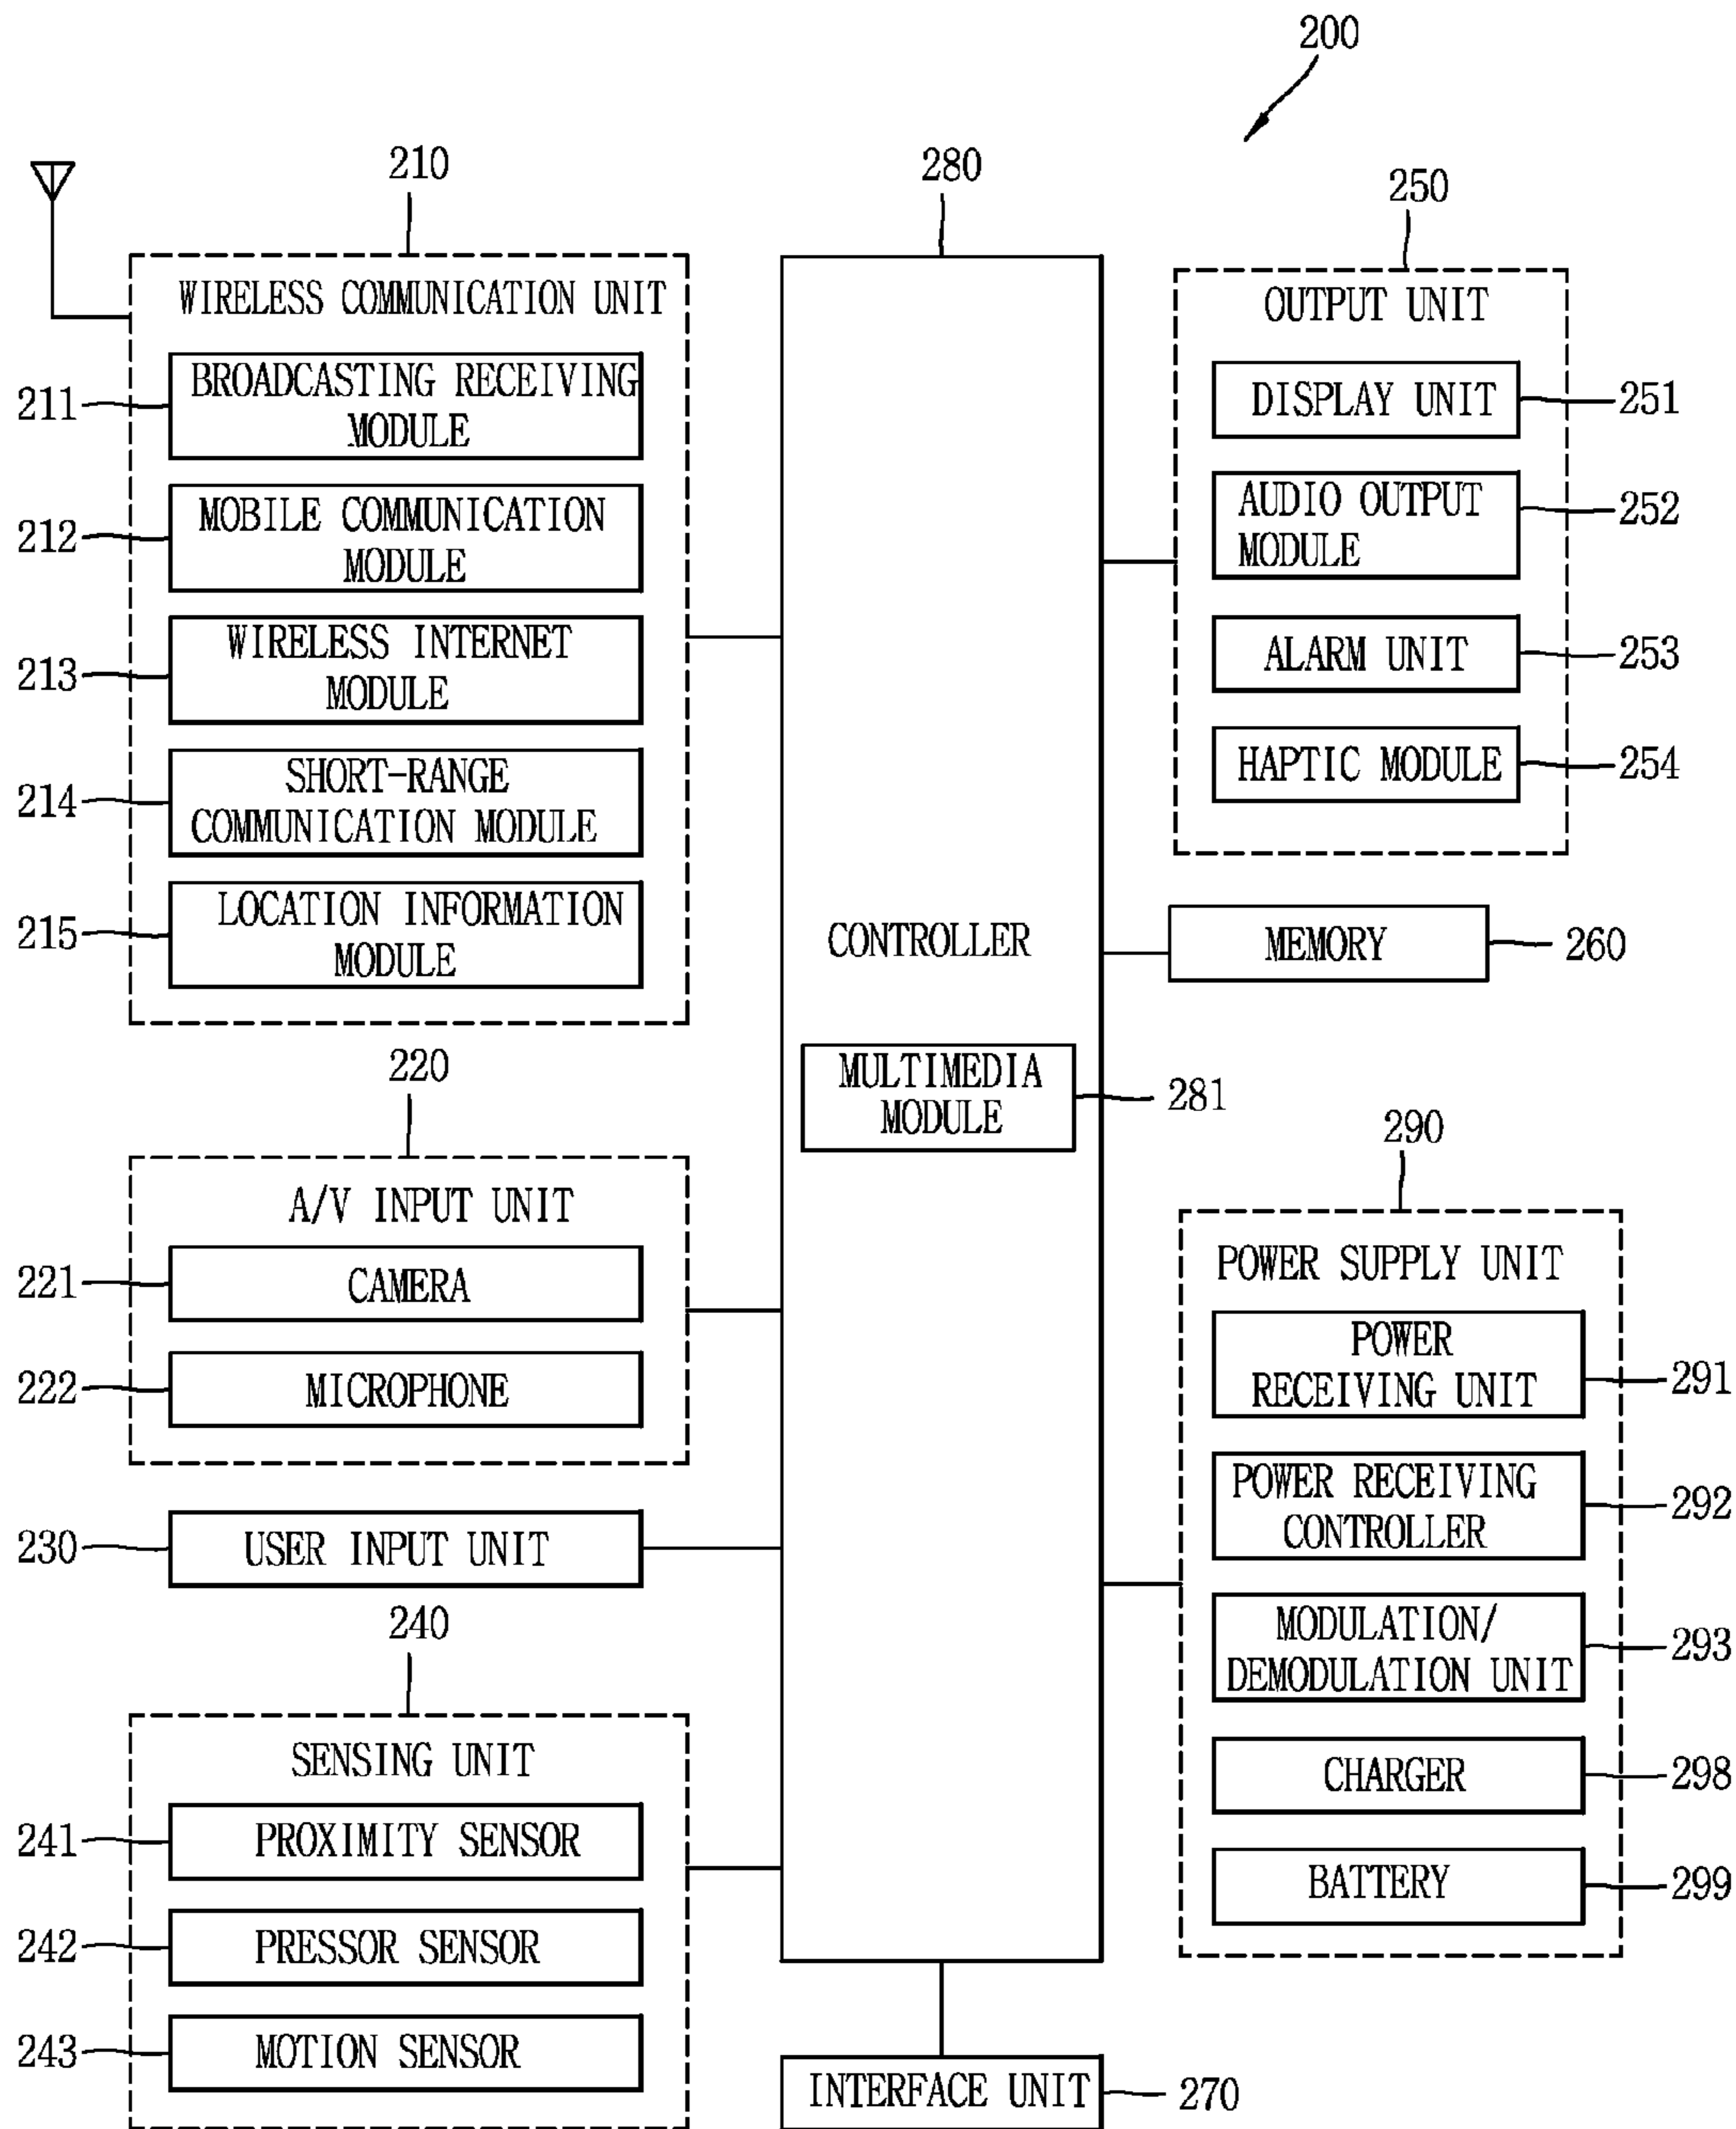 200
210
WIRELESS COMMUNICATION UNIT
211
BROADCASTING RECEIVING
MODULE
212
MOBILE COMMUNICATION
MODULE
213
WIRELESS INTERNET
MODULE
214
SHORT-RANGE
COMMUNICATION MODULE
215
LOCATION INFORMATION
MODULE
220
A/V INPUT UNIT
221
CAMERA
222
MICROPHONE
230
USER INPUT UNIT
240
SENSING UNIT
241
PROXIMITY SENSOR
242
PRESSOR SENSOR
243
MOTION SENSOR
280
CONTROLLER
MULTIMEDIA
MODULE
281
INTERFACE UNIT
270
250
OUTPUT UNIT
DISPLAY UNIT
251
AUDIO OUTPUT
MODULE
252
ALARM UNIT
253
HAPTIC MODULE
254
MEMORY
260
290
POWER SUPPLY UNIT
POWER
RECEIVING UNIT
291
POWER RECEIVING
CONTROLLER
292
MODULATION/
DEMODULATION UNIT
293
CHARGER
298
BATTERY
299